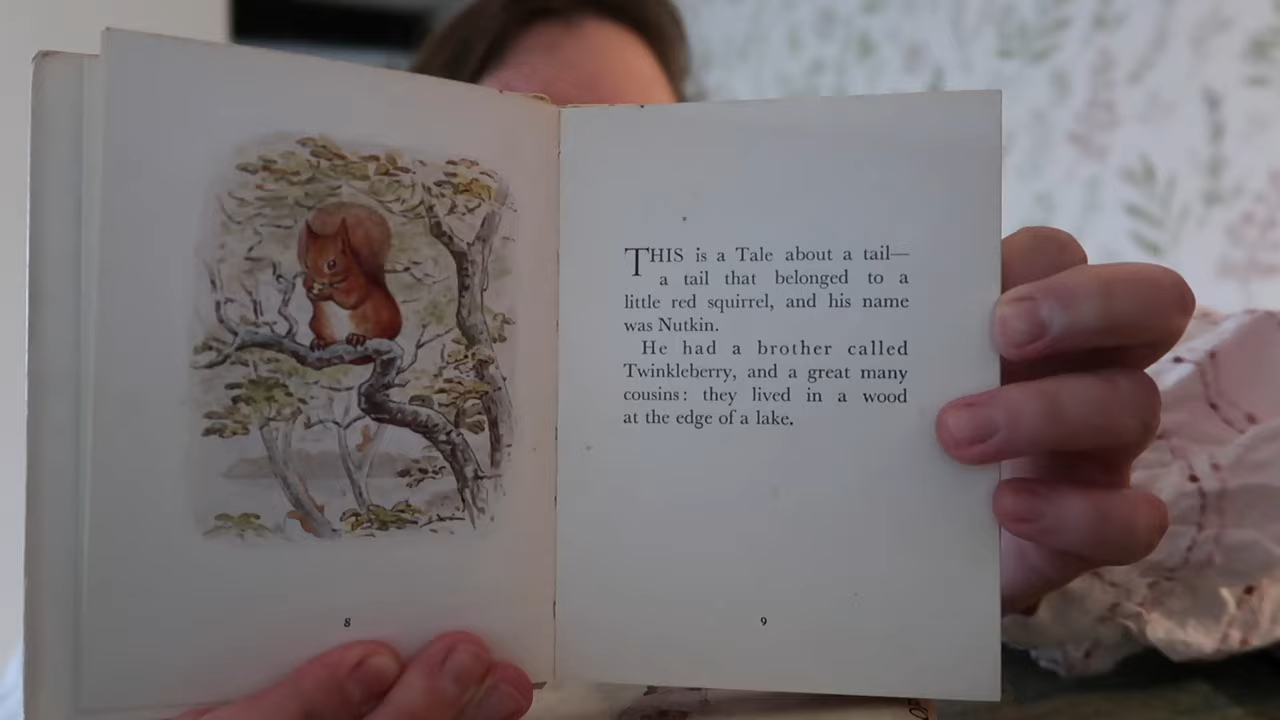 THIS is a Tale about a tail—
a tail that belonged to a
little red squirrel, and his name
was Nutkin.
He had a brother called
Twinkleberry, and a great many
cousins: they lived in a wood
at the edge of a lake.
8
9